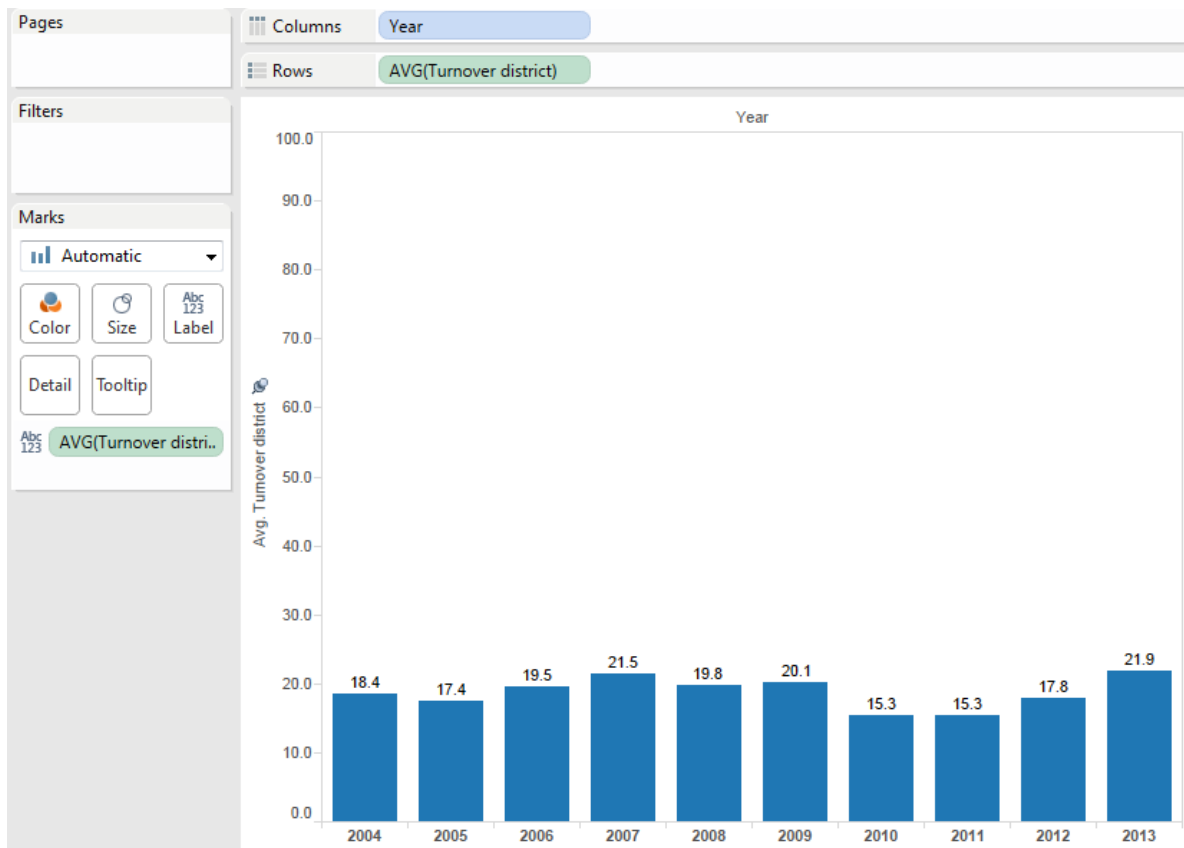 Pages
Columns
Year
Rows
AVG(Turnover district)
Filters
Marks
Automatic
Color
Size
Abc
123
Label
Detail
Tooltip
Abc
123
AVG(Turnover distri..
Year
Avg. Turnover district
100.0
90.0
80.0
70.0
60.0
50.0
40.0
30.0
20.0
10.0
0.0
18.4
17.4
19.5
21.5
19.8
20.1
15.3
15.3
17.8
21.9
2004
2005
2006
2007
2008
2009
2010
2011
2012
2013